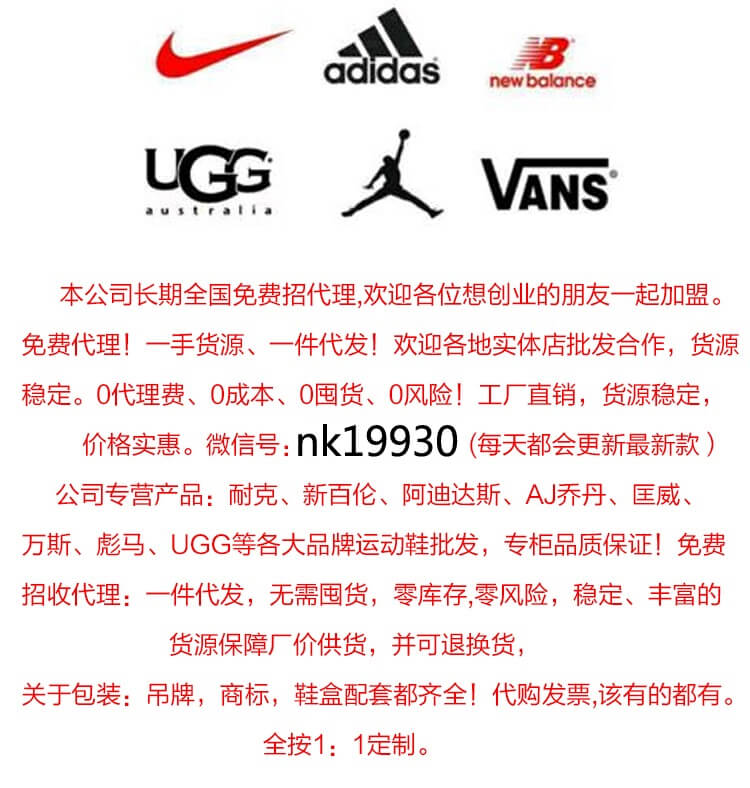 adidas
new balance
UGG
australia
VANS
本公司长期全国免费招代理,欢迎各位想创业的朋友一起加盟。
免费代理！一手货源、一件代发！欢迎各地实体店批发合作，货源
稳定。0代理费、0成本、0囤货、0风险！工厂直销，货源稳定，
价格实惠。微信号:nk19930 (每天都会更新最新款）
公司专营产品：耐克、新百伦、阿迪达斯、AJ乔丹、匡威、
万斯、彪马、UGG等各大品牌运动鞋批发，专柜品质保证！免费
招收代理：一件代发，无需囤货，零库存,零风险，稳定、丰富的
货源保障厂价供货，并可退换货，
关于包装：吊牌，商标，鞋盒配套都齐全！代购发票,该有的都有。
全按1：1定制。